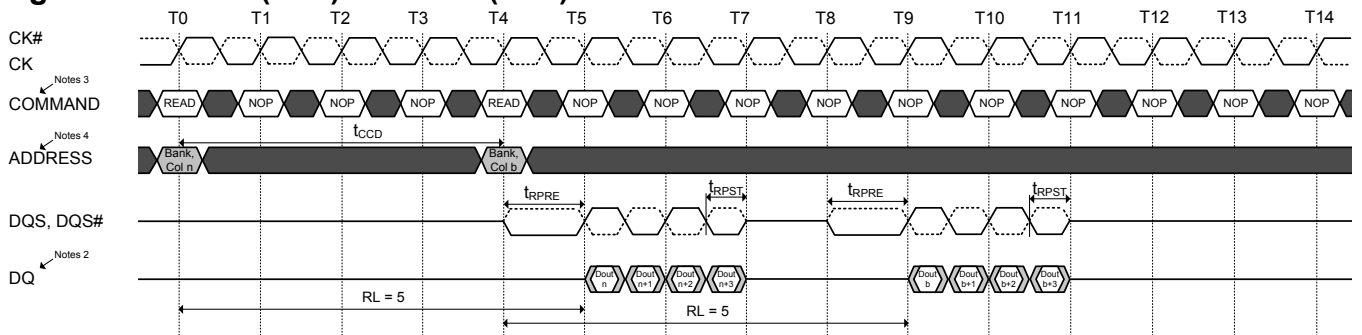 T0 T1 T2 T3 T4 T5 T6 T7 T8 T9 T10 T11 T12 T13 T14
CK#
CK
Notes 3
COMMAND READ NOP NOP NOP READ NOP NOP NOP NOP NOP NOP NOP NOP NOP NOP
Notes 4
tCCD
ADDRESS Bank, Col n Bank, Col b
tRPRE tRPST tRPRE tRPST
DQS, DQS#
Notes 2
DQ Dout n Dout n+1 Dout n+2 Dout n+3 Dout b Dout b+1 Dout b+2 Dout b+3
RL = 5
RL = 5